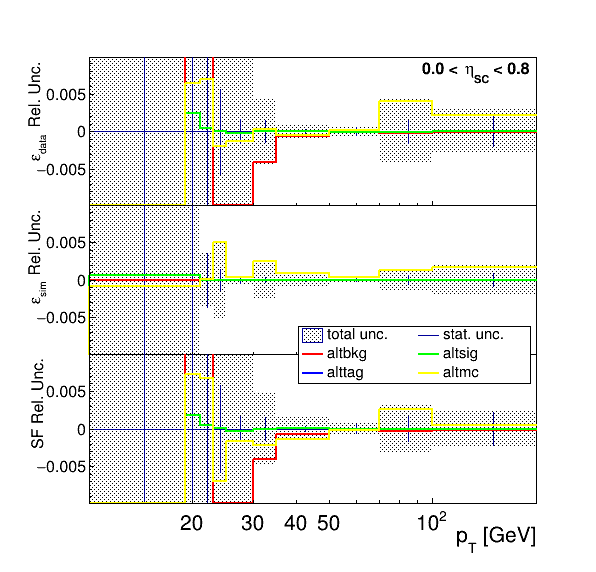 0.0 < η_SC < 0.8
ε_data Rel. Unc.
0.005
0
−0.005
ε_sim Rel. Unc.
0.005
0
−0.005
total unc. stat. unc.
altbkg altsig
alttag altmc
SF Rel. Unc.
0.005
0
−0.005
20 30 40 50 10²
p_T [GeV]